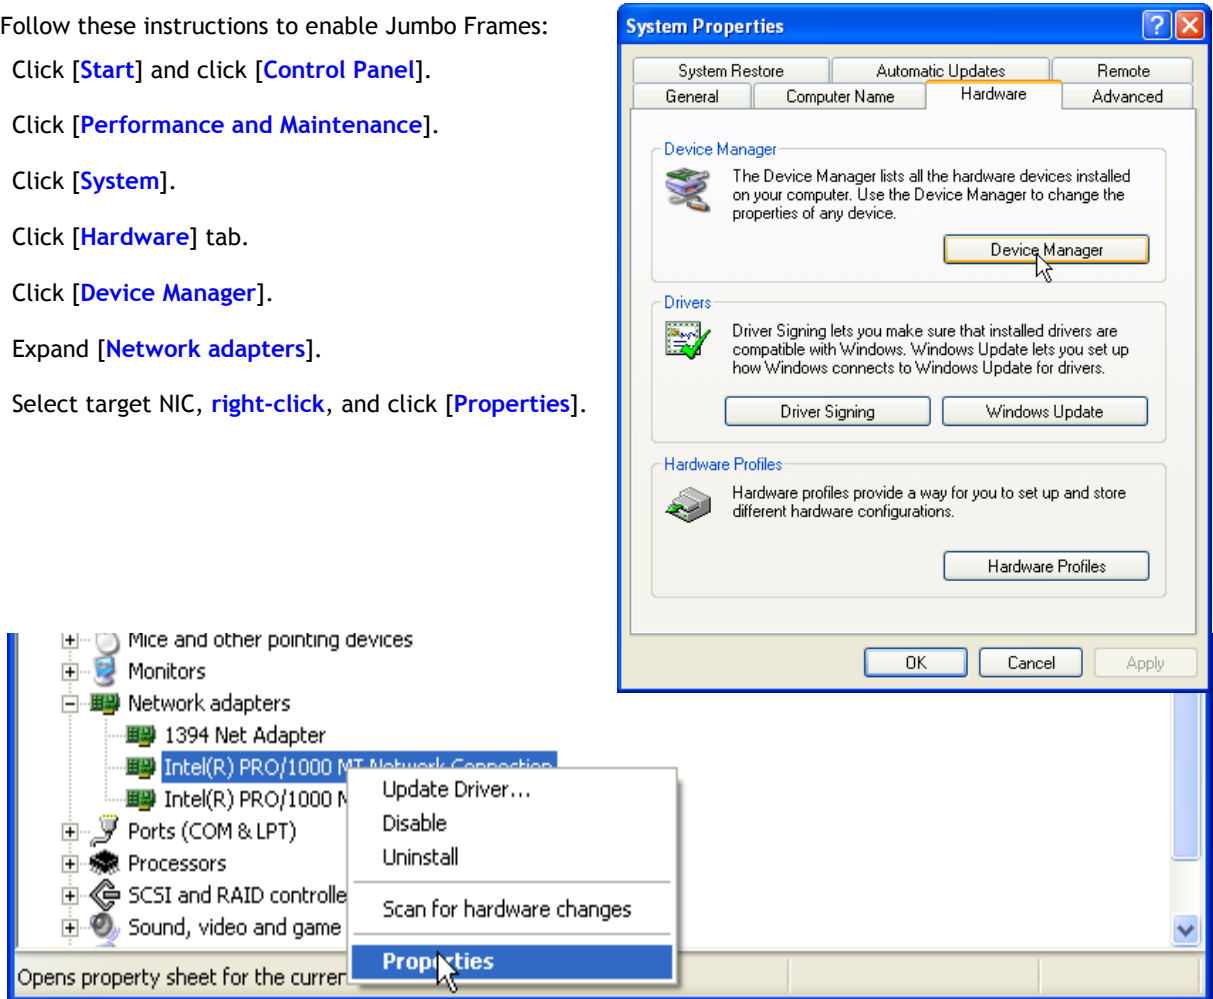 Follow these instructions to enable Jumbo Frames:
Click [Start] and click [Control Panel].
Click [Performance and Maintenance].
Click [System].
Click [Hardware] tab.
Click [Device Manager].
Expand [Network adapters].
Select target NIC, right-click, and click [Properties].
System Properties
System Restore Automatic Updates Remote
General Computer Name Hardware Advanced
Device Manager
The Device Manager lists all the hardware devices installed
on your computer. Use the Device Manager to change the
properties of any device.
Device Manager
Drivers
Driver Signing lets you make sure that installed drivers are
compatible with Windows. Windows Update lets you set up
how Windows connects to Windows Update for drivers.
Driver Signing Windows Update
Hardware Profiles
Hardware profiles provide a way for you to set up and store
different hardware configurations.
Hardware Profiles
OK Cancel Apply
Mice and other pointing devices
Monitors
Network adapters
1394 Net Adapter
Intel(R) PRO/1000 MT Network Connection
Intel(R) PRO/1000 M
Ports (COM & LPT)
Processors
SCSI and RAID controlle
Sound, video and game
Update Driver...
Disable
Uninstall
Scan for hardware changes
Properties
Opens property sheet for the curren